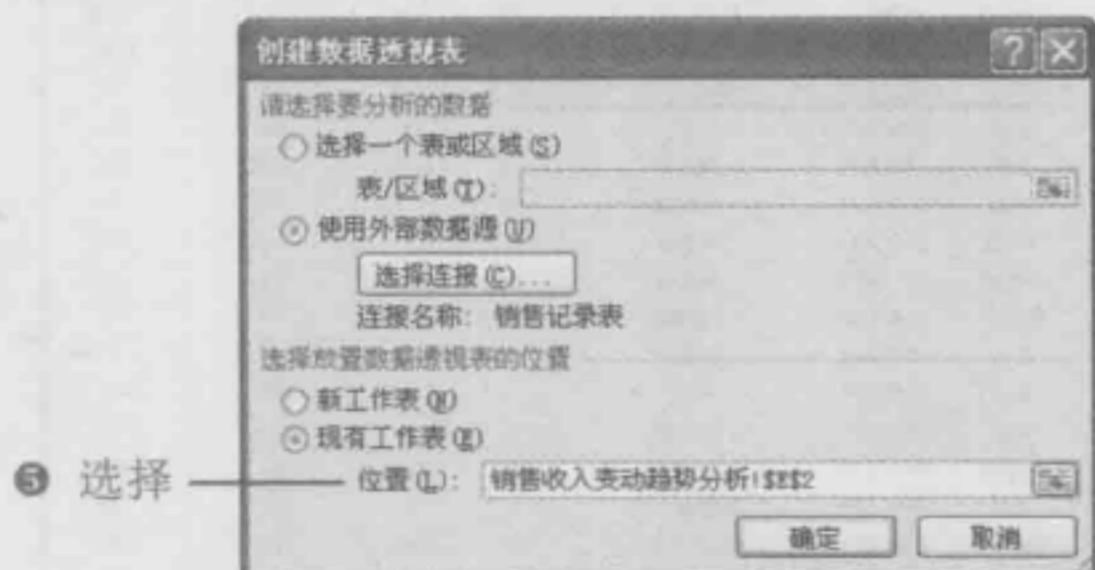 创建数据透视表
请选择要分析的数据
选择一个表或区域(S)
表/区域(T):
使用外部数据源(U)
选择连接(C)...
连接名称: 销售记录表
选择放置数据透视表的位置
新工作表(N)
现有工作表(E)
❺ 选择
位置(L): 销售收入变动趋势分析!$E$2
确定 取消